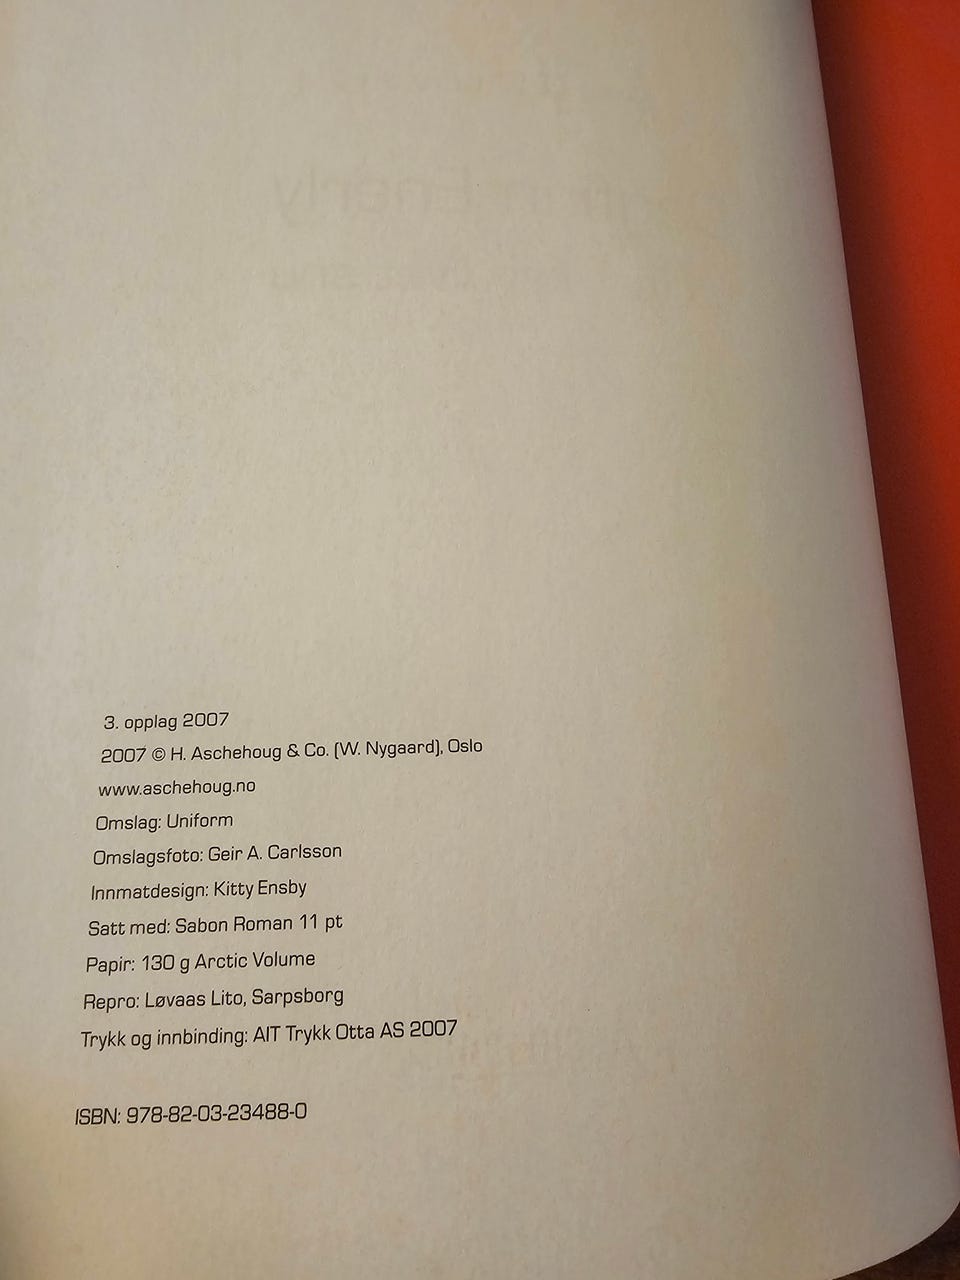 3. opplag 2007
2007 © H. Aschehoug & Co. (W. Nygaard), Oslo
www.aschehoug.no
Omslag: Uniform
Omslagsfoto: Geir A. Carlsson
Innmatdesign: Kitty Ensby
Satt med: Sabon Roman 11 pt
Papir: 130 g Arctic Volume
Repro: Løvaas Lito, Sarpsborg
Trykk og innbinding: AIT Trykk Otta AS 2007
ISBN: 978-82-03-23488-0